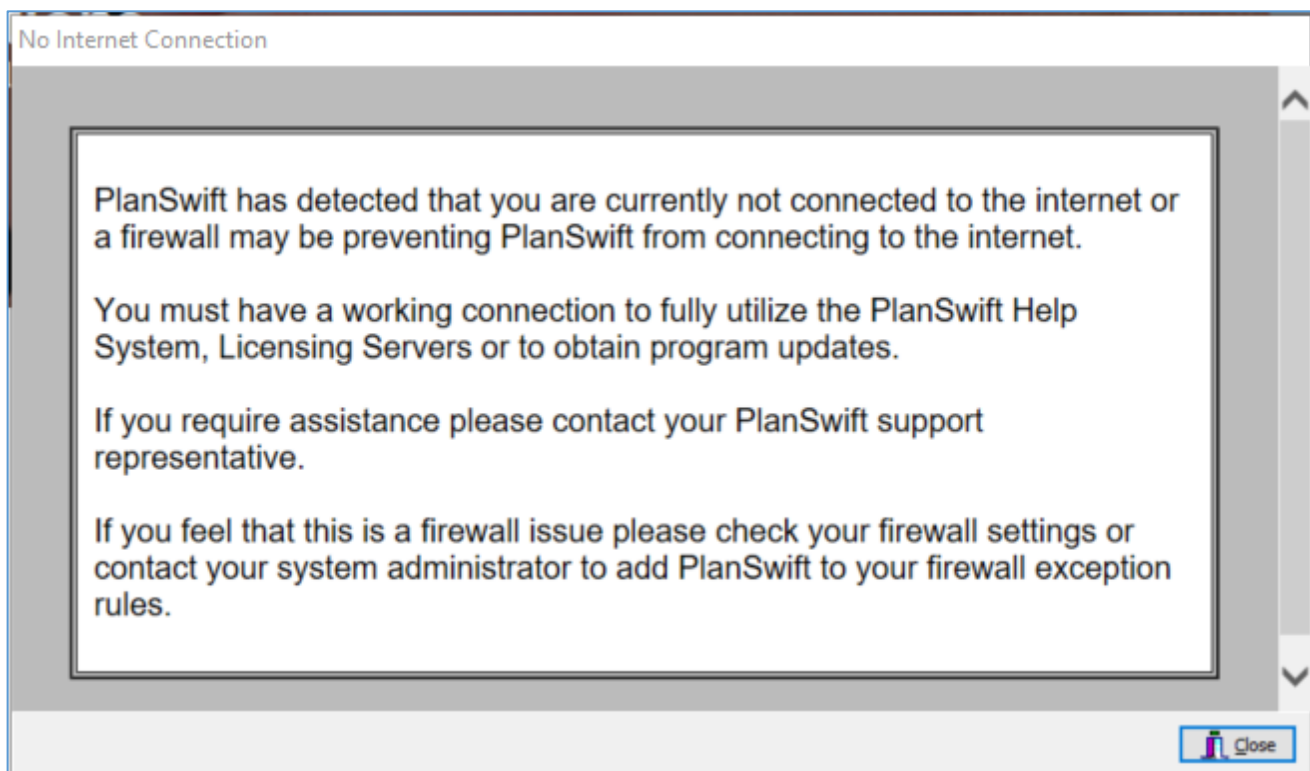 No Internet Connection
PlanSwift has detected that you are currently not connected to the internet or
a firewall may be preventing PlanSwift from connecting to the internet.
You must have a working connection to fully utilize the PlanSwift Help
System, Licensing Servers or to obtain program updates.
If you require assistance please contact your PlanSwift support
representative.
If you feel that this is a firewall issue please check your firewall settings or
contact your system administrator to add PlanSwift to your firewall exception
rules.
Close